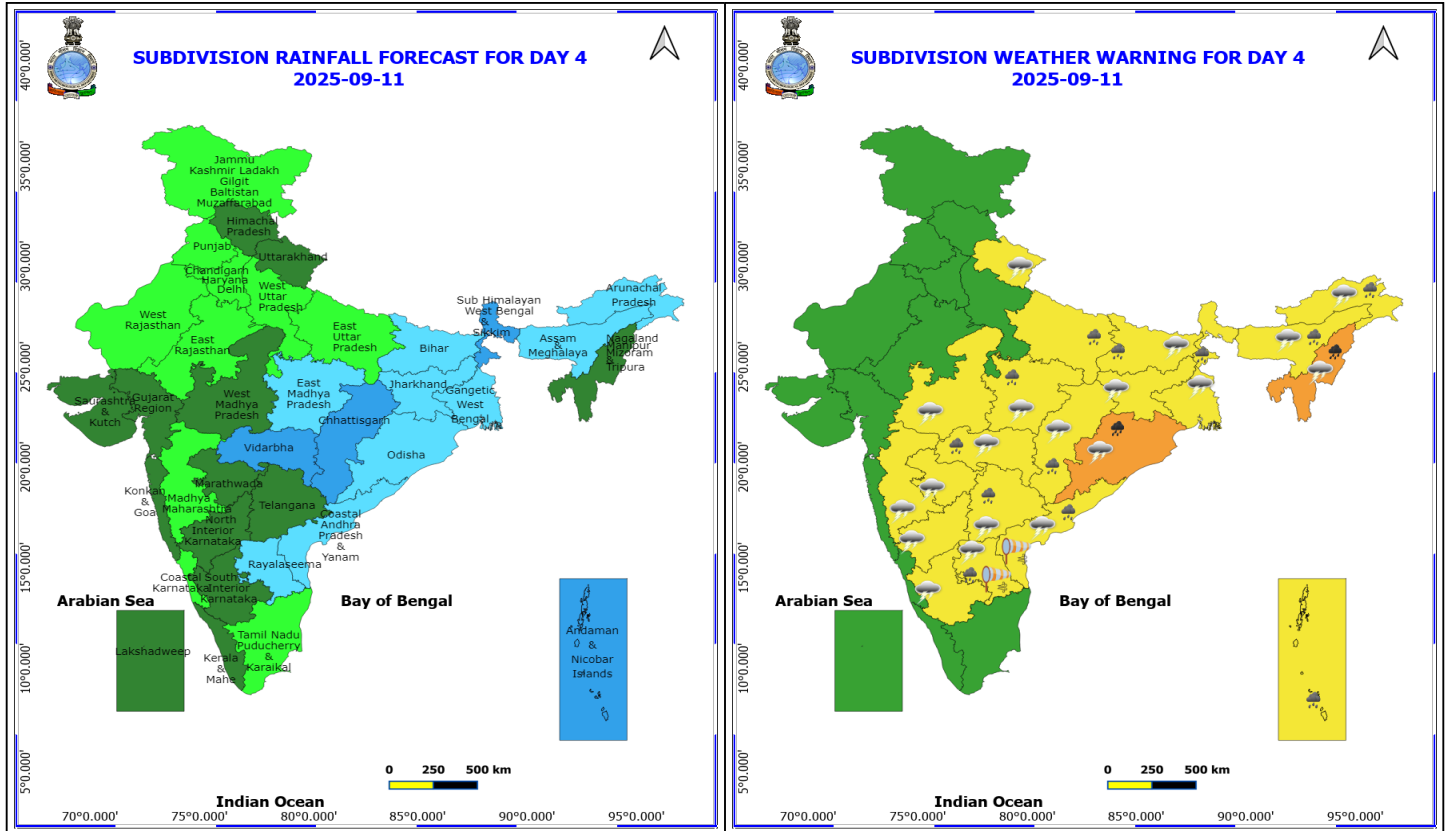 SUBDIVISION RAINFALL FORECAST FOR DAY 4
2025-09-11
40°0.000'
35°0.000'
30°0.000'
25°0.000'
20°0.000'
15°0.000'
10°0.000'
5°0.000'
Jammu
Kashmir Ladakh
Gilgit
Baltistan
Muzaffarabad
Himachal
Pradesh
Punjab
Uttarakhand
Chandigarh
Haryana
Delhi
West
Uttar
Pradesh
West
Rajasthan
East
Rajasthan
East
Uttar
Pradesh
Sub Himalayan
West Bengal
&
Sikkim
Arunachal
Pradesh
Bihar
Assam
&
Meghalaya
Nagaland
Manipur
Mizoram
&
Tripura
Saurashtra
&
Kutch
Gujarat
Region
West
Madhya
Pradesh
East
Madhya
Pradesh
Jharkhand
Gangetic
West
Bengal
Chhattisgarh
Vidarbha
Odisha
Konkan
&
Goa
Madhya
Maharashtra
Marathwada
Telangana
North
Interior
Karnataka
Coastal
Andhra
Pradesh
&
Yanam
Rayalaseema
Coastal
Karnataka
South
Interior
Karnataka
Arabian Sea
Bay of Bengal
Lakshadweep
Kerala
&
Mahe
Tamil Nadu
Puducherry
&
Karaikal
Andaman
&
Nicobar
Islands
0 250 500 km
Indian Ocean
70°0.000' 75°0.000' 80°0.000' 85°0.000' 90°0.000' 95°0.000'
SUBDIVISION WEATHER WARNING FOR DAY 4
2025-09-11
40°0.000'
35°0.000'
30°0.000'
25°0.000'
20°0.000'
15°0.000'
10°0.000'
5°0.000'
Arabian Sea
Bay of Bengal
0 250 500 km
Indian Ocean
70°0.000' 75°0.000' 80°0.000' 85°0.000' 90°0.000' 95°0.000'